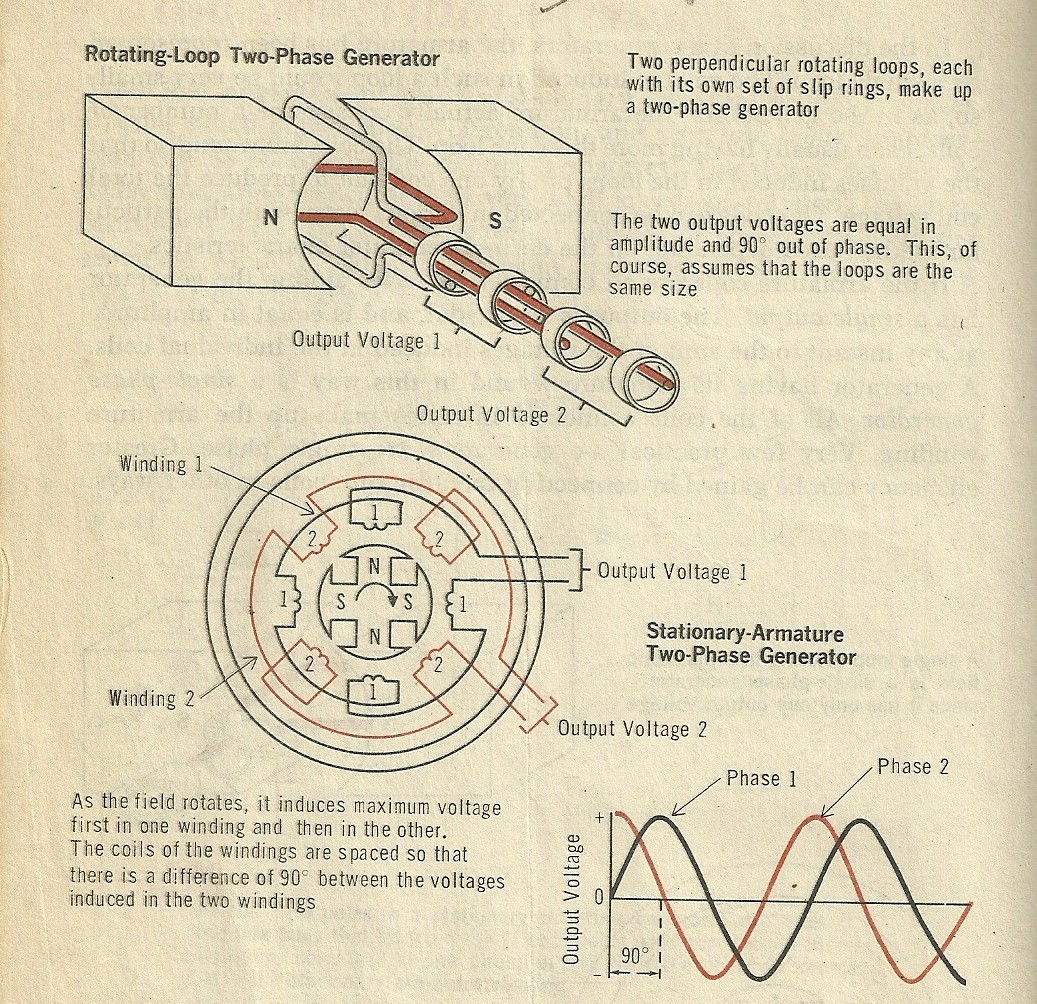 Rotating-Loop Two-Phase Generator
Two perpendicular rotating loops, each
with its own set of slip rings, make up
a two-phase generator
N
S
The two output voltages are equal in
amplitude and 90° out of phase. This, of
course, assumes that the loops are the
same size
Output Voltage 1
Output Voltage 2
Winding 1
1
2
2
N
S
S
N
1
1
2
2
1
Output Voltage 1
Stationary-Armature
Two-Phase Generator
Winding 2
Output Voltage 2
As the field rotates, it induces maximum voltage
first in one winding and then in the other.
The coils of the windings are spaced so that
there is a difference of 90° between the voltages
induced in the two windings
Phase 1
Phase 2
Output Voltage
+
0
−
90°